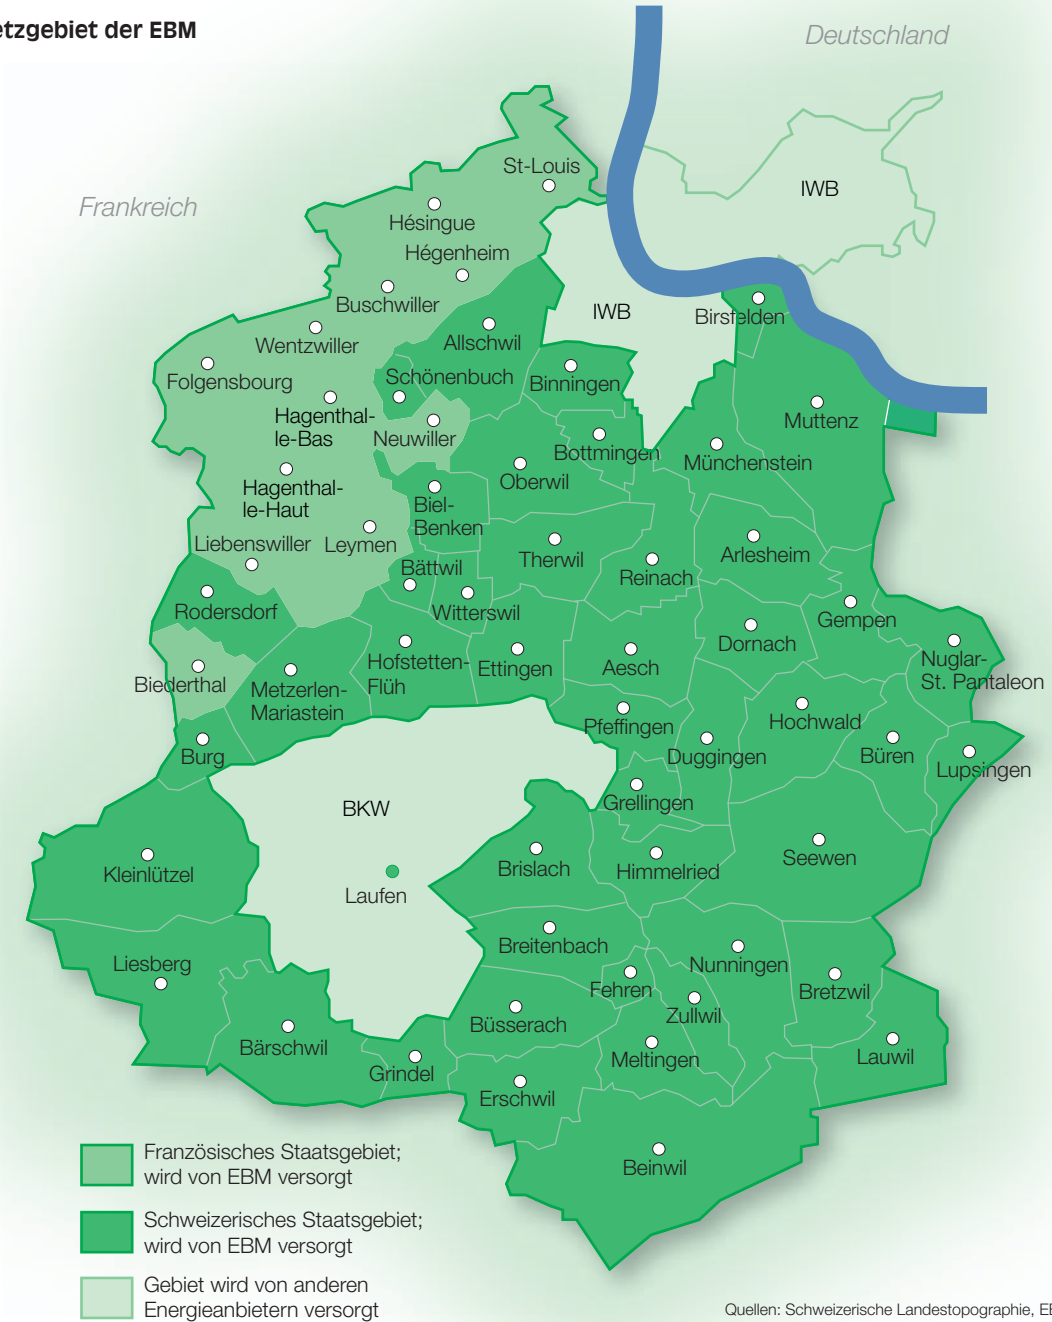 etzgebiet der EBM
Deutschland
Frankreich
St-Louis
IWB
Hésingue
Hégenheim
Buschwiller
IWB
Birsfelden
Wentzwiller
Allschwil
Folgensbourg
Schönenbuch
Binningen
Hagenthal-
le-Bas
Muttenz
Neuwiller
Bottmingen
Münchenstein
Oberwil
Hagenthal-
le-Haut
Biel-
Benken
Liebenswiller
Leymen
Therwil
Arlesheim
Bättwil
Reinach
Rodersdorf
Witterswil
Gempen
Dornach
Hofstetten-
Flüh
Ettingen
Aesch
Nuglar-
St. Pantaleon
Biederthal
Metzerlen-
Mariastein
Pfeffingen
Hochwald
Burg
Duggingen
Büren
Lupsingen
Grellingen
BKW
Kleinlützel
Brislach
Himmelried
Seewen
Laufen
Breitenbach
Liesberg
Nunningen
Fehren
Bretzwil
Zullwil
Büsserach
Bärschwil
Meltingen
Lauwil
Grindel
Erschwil
Beinwil
Französisches Staatsgebiet;
wird von EBM versorgt
Schweizerisches Staatsgebiet;
wird von EBM versorgt
Gebiet wird von anderen
Energieanbietern versorgt
Quellen: Schweizerische Landestopographie, EB